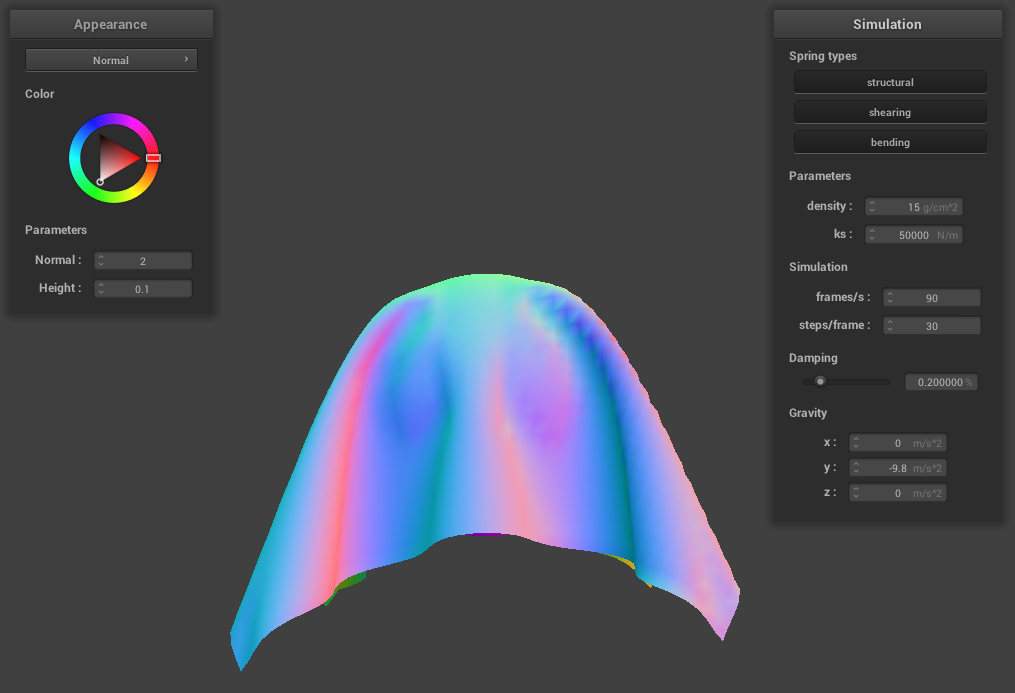 Appearance
Normal
Color
Parameters
Normal : 2
Height : 0.1
Simulation
Spring types
structural
shearing
bending
Parameters
density : 15 g/cm^2
ks : 50000 N/m
Simulation
frames/s : 90
steps/frame : 30
Damping
0.200000 %
Gravity
x : 0 m/s^2
y : -9.8 m/s^2
z : 0 m/s^2